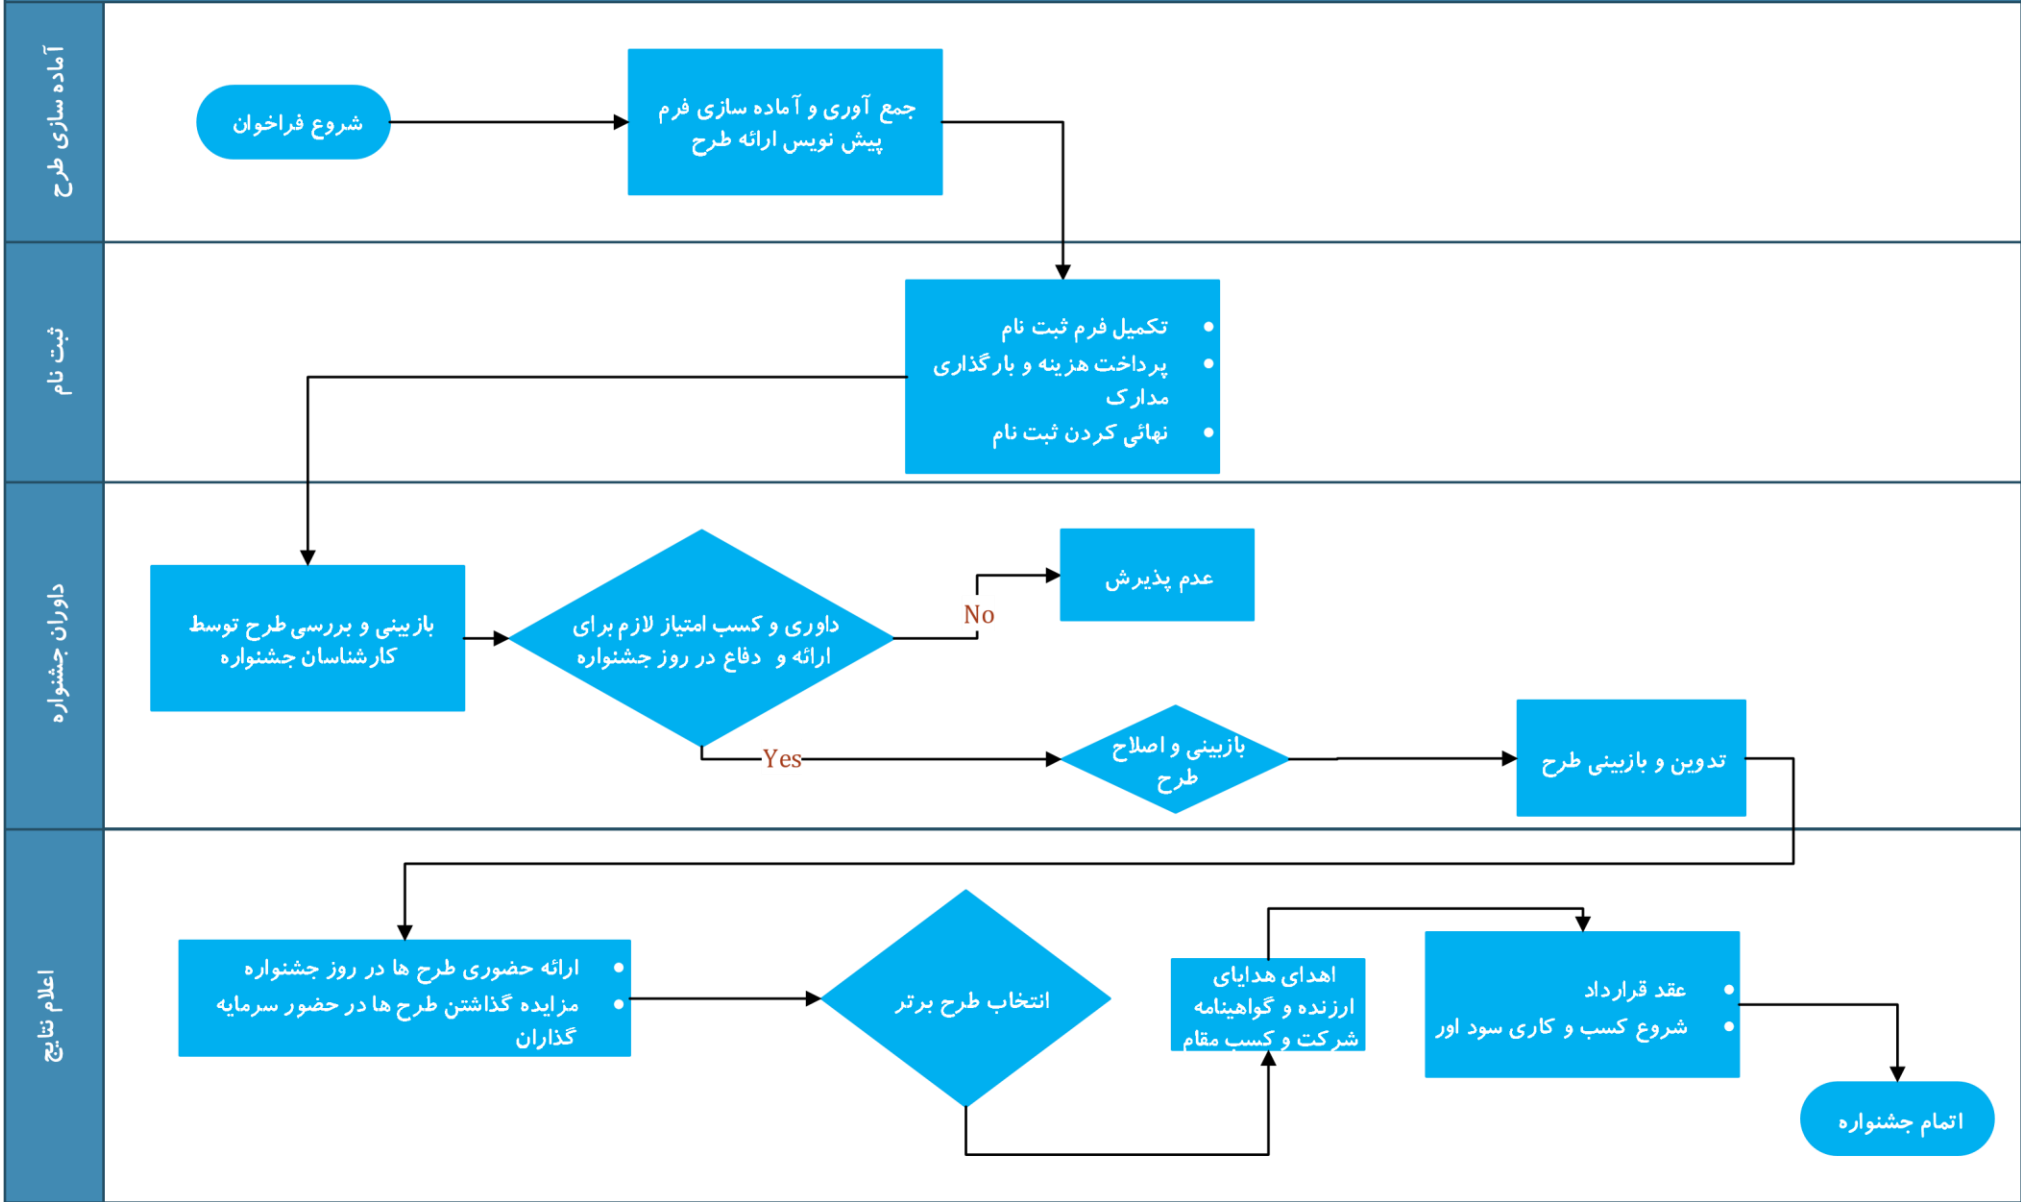 آماده سازی طرح
شروع فراخوان
جمع آوری و آماده سازی فرم
پیش نویس ارائه طرح
ثبت نام
• تکمیل فرم ثبت نام
• پرداخت هزینه و بارگذاری
مدارک
• نهائی کردن ثبت نام
داوران جشنواره
بازبینی و بررسی طرح توسط
کارشناسان جشنواره
داوری و کسب امتیاز لازم برای
ارائه و دفاع در روز جشنواره
No
عدم پذیرش
Yes
بازبینی و اصلاح
طرح
تدوین و بازبینی طرح
اعلام نتایج
• ارائه حضوری طرح ها در روز جشنواره
• مزایده گذاشتن طرح ها در حضور سرمایه
گذاران
انتخاب طرح برتر
اهدای هدایای
ارزنده و گواهینامه
شرکت و کسب مقام
• عقد قرارداد
• شروع کسب و کاری سود اور
اتمام جشنواره